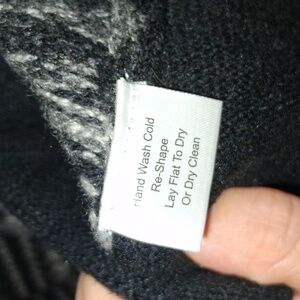 Hand Wash Cold
Re-Shape
Lay Flat To Dry
Or Dry Clean